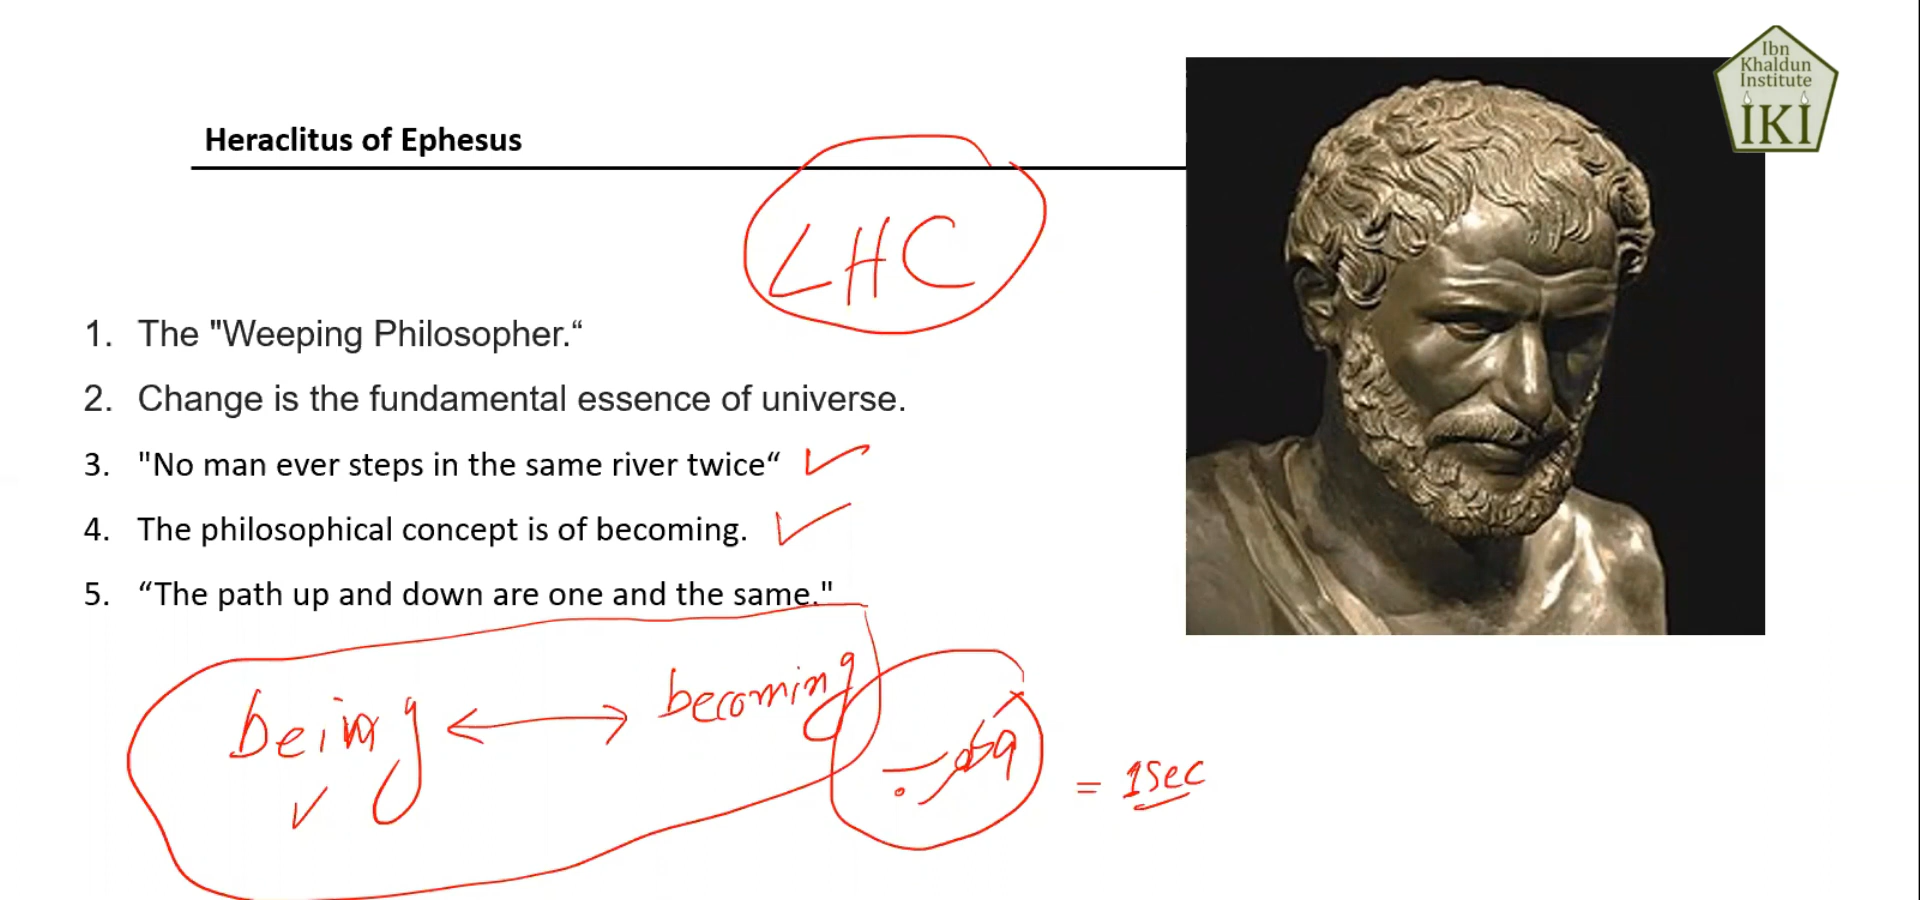 Ibn
Khaldun
Institute
IKI
Heraclitus of Ephesus
LHC
1. The "Weeping Philosopher.“
2. Change is the fundamental essence of universe.
3. "No man ever steps in the same river twice“
4. The philosophical concept is of becoming.
5. “The path up and down are one and the same."
being ↔ becoming
= 1sec